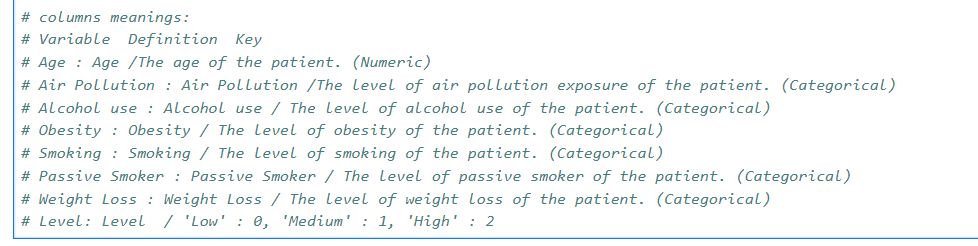 # columns meanings:
# Variable  Definition  Key
# Age : Age /The age of the patient. (Numeric)
# Air Pollution : Air Pollution /The level of air pollution exposure of the patient. (Categorical)
# Alcohol use : Alcohol use / The level of alcohol use of the patient. (Categorical)
# Obesity : Obesity / The level of obesity of the patient. (Categorical)
# Smoking : Smoking / The level of smoking of the patient. (Categorical)
# Passive Smoker : Passive Smoker / The level of passive smoker of the patient. (Categorical)
# Weight Loss : Weight Loss / The level of weight loss of the patient. (Categorical)
# Level: Level  / 'Low' : 0, 'Medium' : 1, 'High' : 2